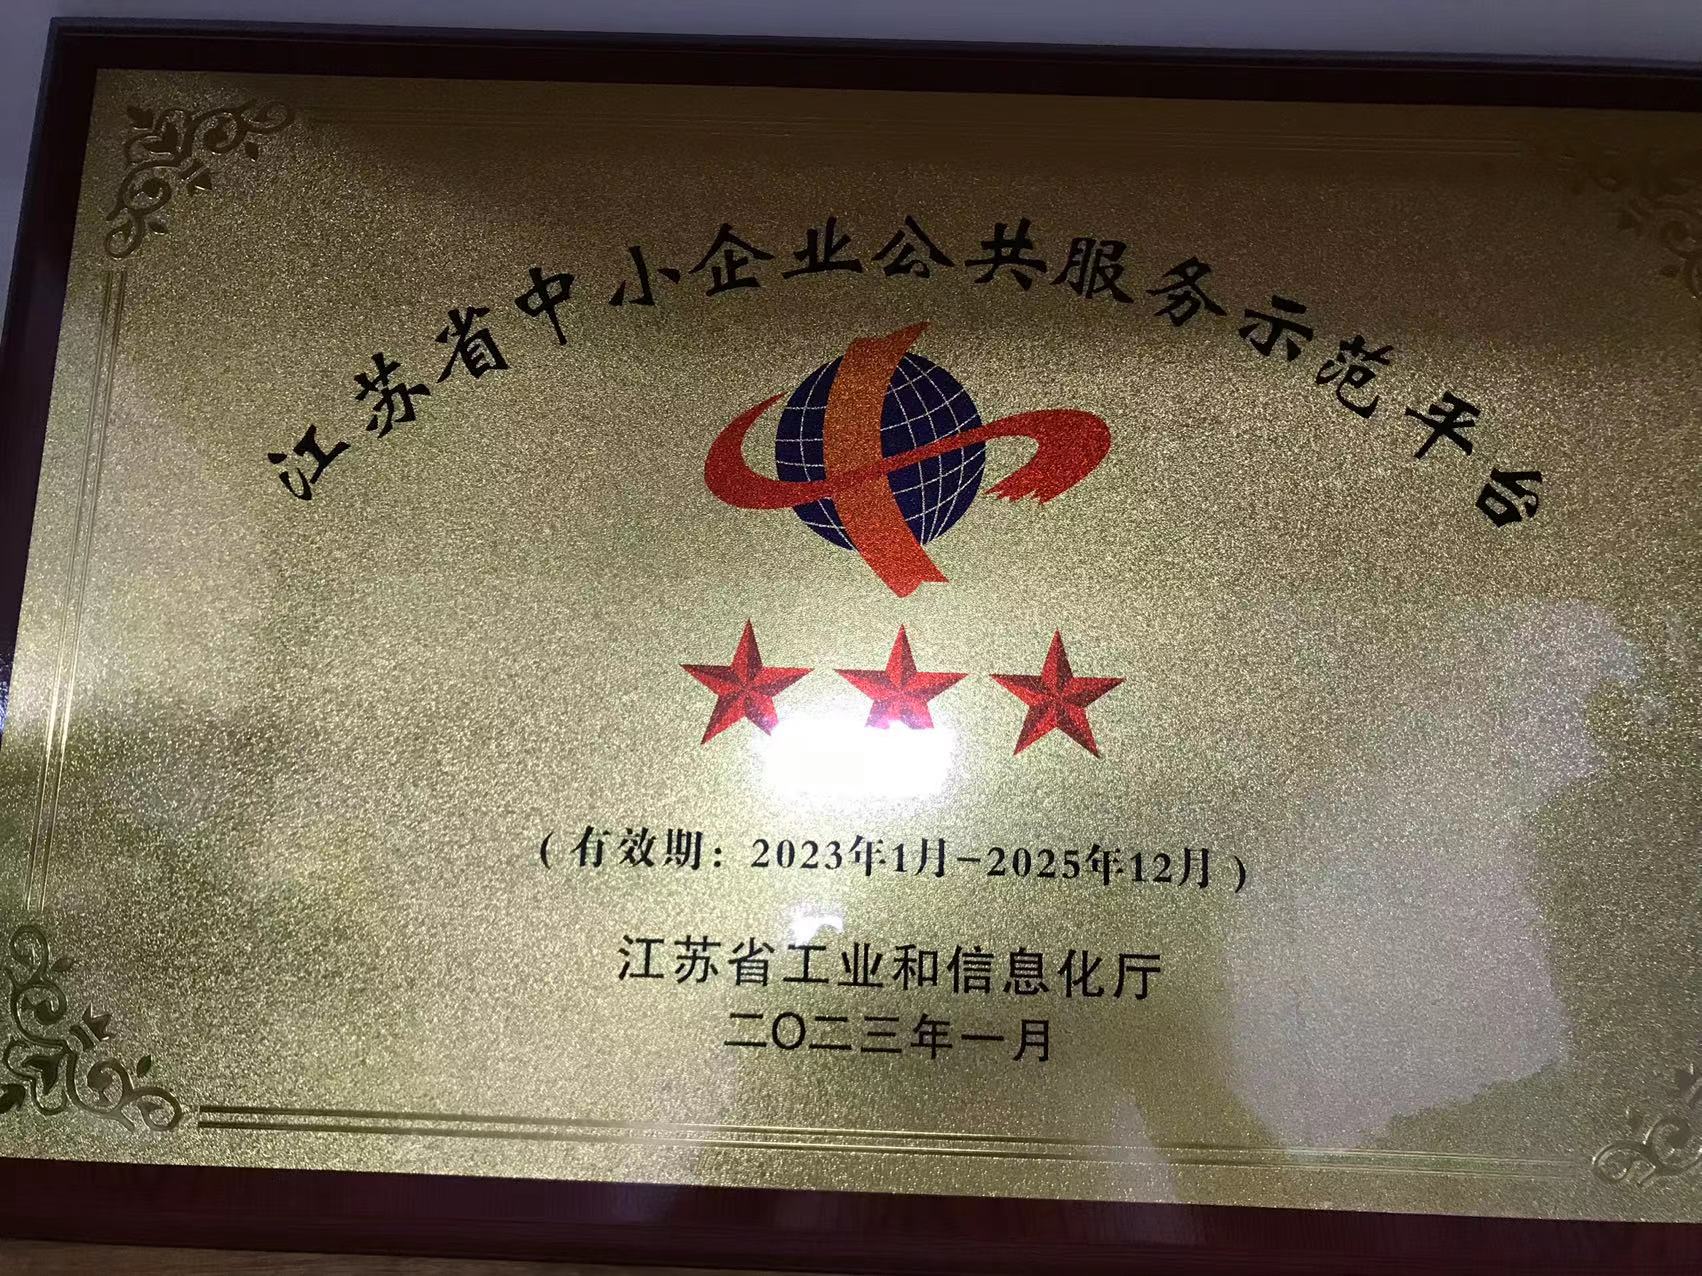 江苏省中小企业公共服务示范平台
（有效期：2023年1月-2025年12月）
江苏省工业和信息化厅
二〇二三年一月